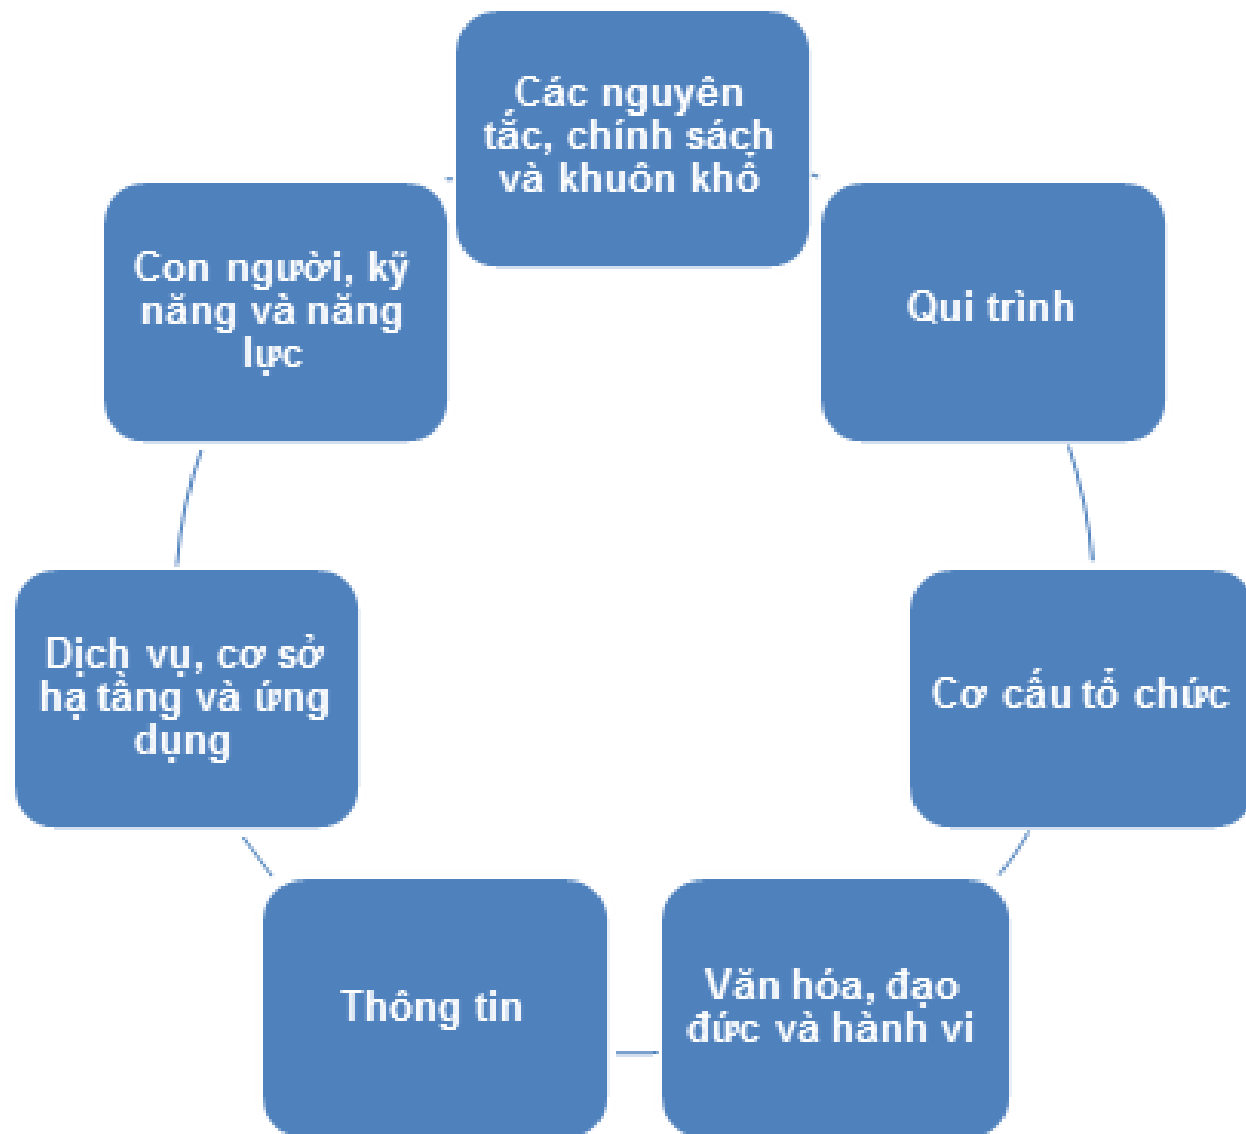 Các nguyên
tắc, chính sách
và khuôn khổ
Qui trình
Cơ cấu tổ chức
Văn hóa, đạo
đức và hành vi
Thông tin
Dịch vụ, cơ sở
hạ tầng và ứng
dụng
Con người, kỹ
năng và năng
lực